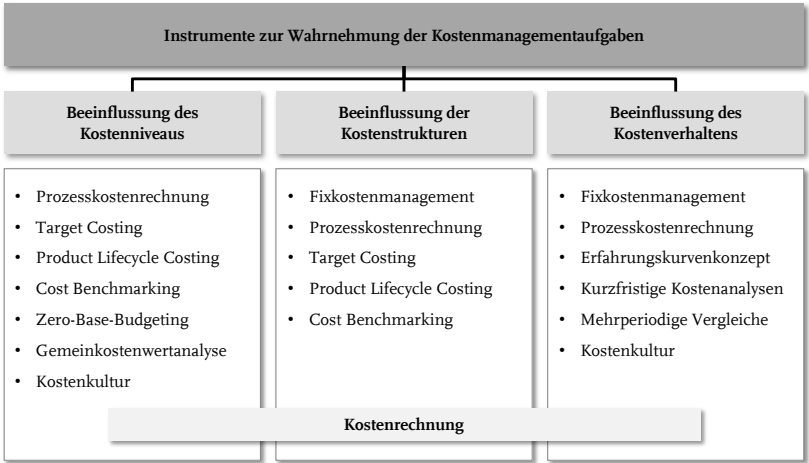 Instrumente zur Wahrnehmung der Kostenmanagementaufgaben
Beeinflussung des
Kostenniveaus
• Prozesskostenrechnung
• Target Costing
• Product Lifecycle Costing
• Cost Benchmarking
• Zero-Base-Budgeting
• Gemeinkostenwertanalyse
• Kostenkultur
Beeinflussung der
Kostenstrukturen
• Fixkostenmanagement
• Prozesskostenrechnung
• Target Costing
• Product Lifecycle Costing
• Cost Benchmarking
Beeinflussung des
Kostenverhaltens
• Fixkostenmanagement
• Prozesskostenrechnung
• Erfahrungskurvenkonzept
• Kurzfristige Kostenanalysen
• Mehrperiodige Vergleiche
• Kostenkultur
Kostenrechnung